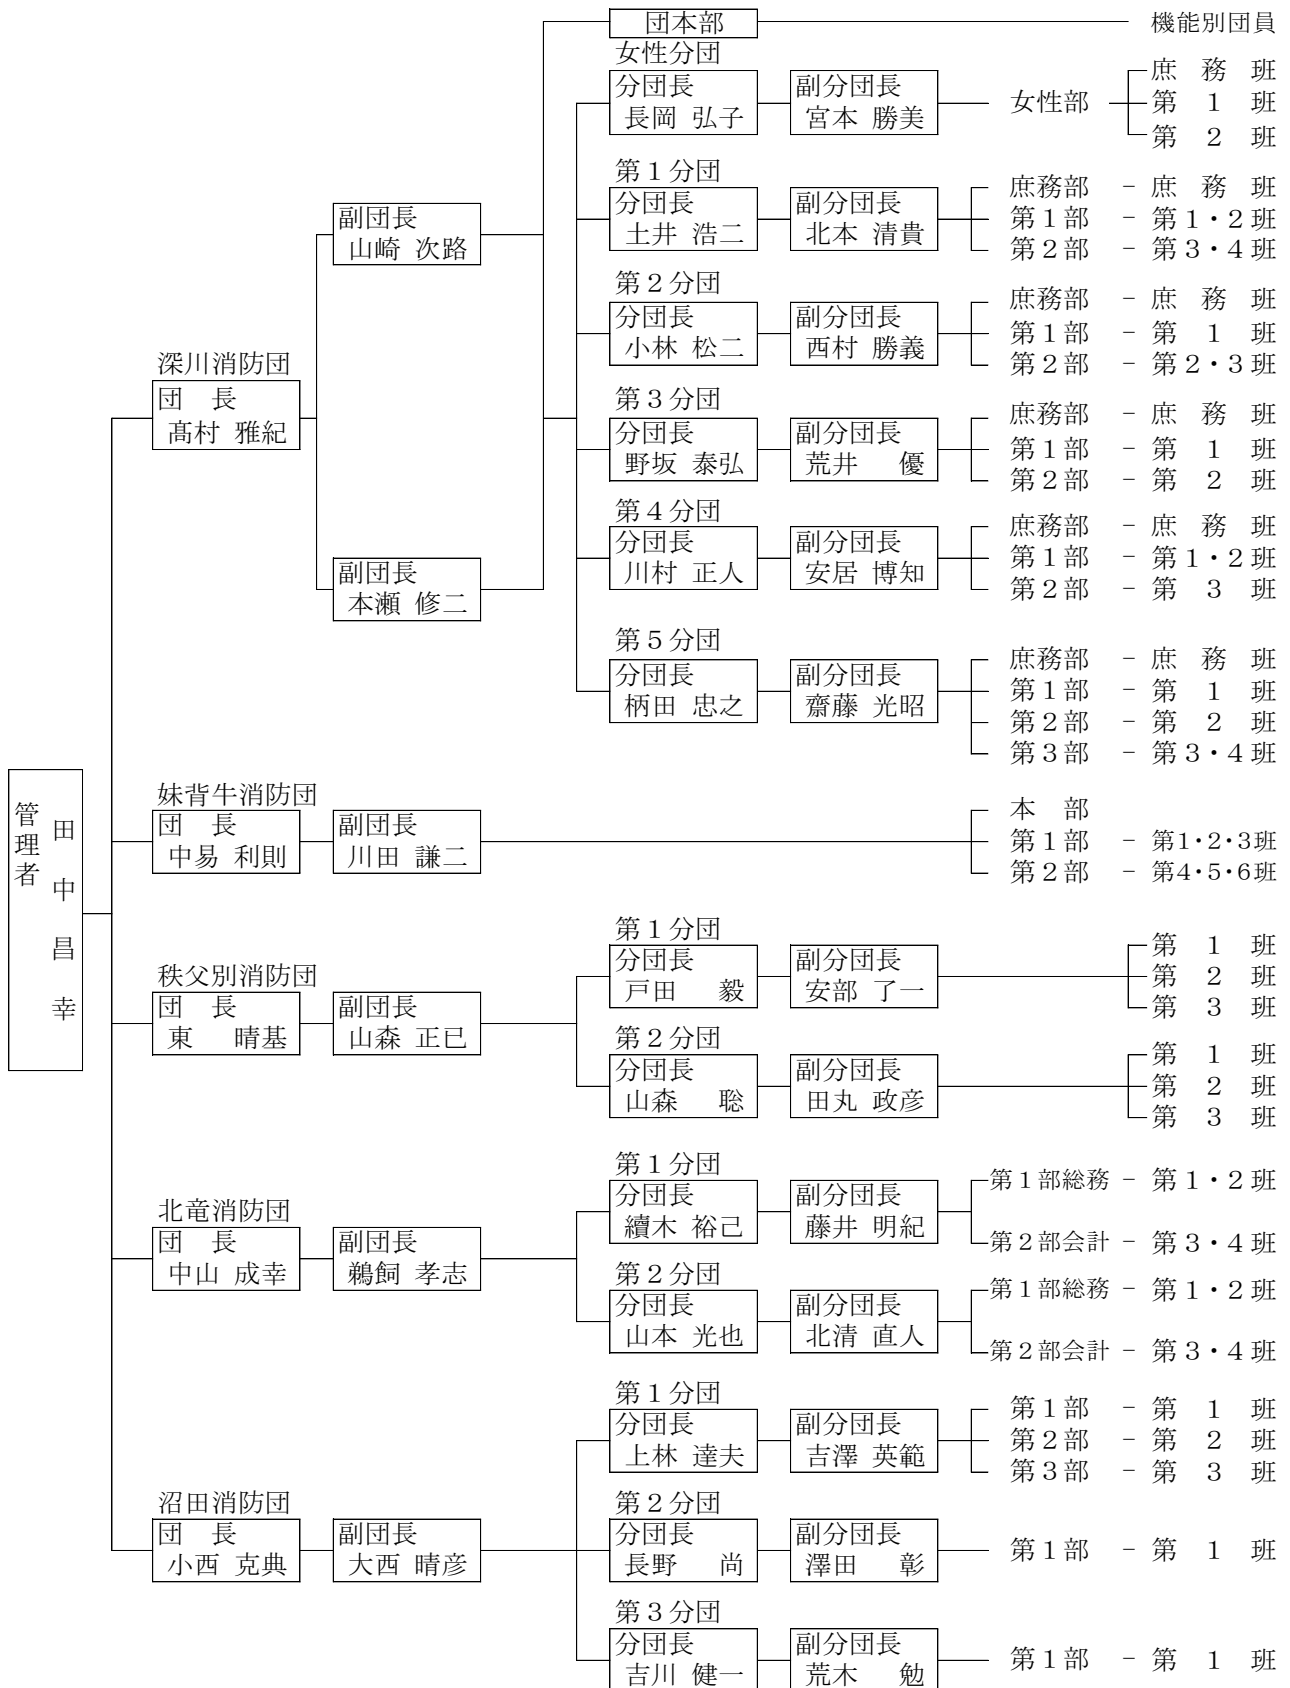 団本部 機能別団員
女性分団
分団長 副分団長
長岡 弘子 宮本 勝美
女性部
庶 務 班
第 1 班
第 2 班
第1分団
分団長 副分団長
土井 浩二 北本 清貴
庶務部 - 庶 務 班
第1部 - 第1・2班
第2部 - 第3・4班
副団長
山崎 次路
第2分団
分団長 副分団長
小林 松二 西村 勝義
庶務部 - 庶 務 班
第1部 - 第 1 班
第2部 - 第2・3班
深川消防団
団 長
髙村 雅紀
第3分団
分団長 副分団長
野坂 泰弘 荒井 優
庶務部 - 庶 務 班
第1部 - 第 1 班
第2部 - 第 2 班
第4分団
分団長 副分団長
川村 正人 安居 博知
庶務部 - 庶 務 班
第1部 - 第1・2班
第2部 - 第 3 班
副団長
本瀬 修二
第5分団
分団長 副分団長
柄田 忠之 齋藤 光昭
庶務部 - 庶 務 班
第1部 - 第 1 班
第2部 - 第 2 班
第3部 - 第3・4班
管理者
田中昌幸
妹背牛消防団
団 長 副団長
中易 利則 川田 謙二
本 部
第1部 - 第1・2・3班
第2部 - 第4・5・6班
秩父別消防団
団 長 副団長
東 晴基 山森 正已
第1分団
分団長 副分団長
戸田 毅 安部 了一
第 1 班
第 2 班
第 3 班
第2分団
分団長 副分団長
山森 聡 田丸 政彦
第 1 班
第 2 班
第 3 班
北竜消防団
団 長 副団長
中山 成幸 鵜飼 孝志
第1分団
分団長 副分団長
續木 裕己 藤井 明紀
第1部総務 - 第1・2班
第2部会計 - 第3・4班
第2分団
分団長 副分団長
山本 光也 北清 直人
第1部総務 - 第1・2班
第2部会計 - 第3・4班
沼田消防団
団 長 副団長
小西 克典 大西 晴彦
第1分団
分団長 副分団長
上林 達夫 吉澤 英範
第1部 - 第 1 班
第2部 - 第 2 班
第3部 - 第 3 班
第2分団
分団長 副分団長
長野 尚 澤田 彰
第1部 - 第 1 班
第3分団
分団長 副分団長
吉川 健一 荒木 勉
第1部 - 第 1 班